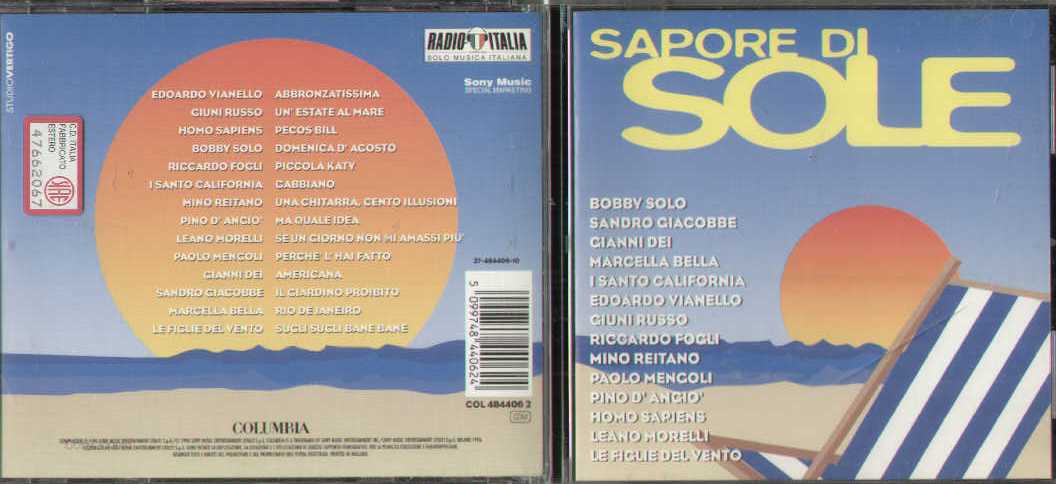 STUDIOVERTIGO
C.D. ITALIA
FABBRICATO
ESTERO
47662067
RADIO ITALIA
SOLO MUSICA ITALIANA
Sony Music
SPECIAL MARKETING
EDOARDO VIANELLO ABBRONZATISSIMA
GIUNI RUSSO UN' ESTATE AL MARE
HOMO SAPIENS PECOS BILL
BOBBY SOLO DOMENICA D' AGOSTO
RICCARDO FOGLI PICCOLA KATY
I SANTO CALIFORNIA GABBIANO
MINO REITANO UNA CHITARRA, CENTO ILLUSIONI
PINO D' ANGIO' MA QUALE IDEA
LEANO MORELLI SE UN GIORNO NON MI AMASSI PIU'
PAOLO MENGOLI PERCHE' L' HAI FATTO
GIANNI DEI AMERICANA
SANDRO GIACOBBE IL GIARDINO PROIBITO
MARCELLA BELLA RIO DE JANEIRO
LE FIGLIE DEL VENTO SUGLI SUGLI BANE BANE
27-484406-10
5 099748 440624
COL 484406 2
COLUMBIA
SAPORE DI
SOLE
BOBBY SOLO
SANDRO GIACOBBE
GIANNI DEI
MARCELLA BELLA
I SANTO CALIFORNIA
EDOARDO VIANELLO
GIUNI RUSSO
RICCARDO FOGLI
MINO REITANO
PAOLO MENGOLI
PINO D' ANGIO'
HOMO SAPIENS
LEANO MORELLI
LE FIGLIE DEL VENTO